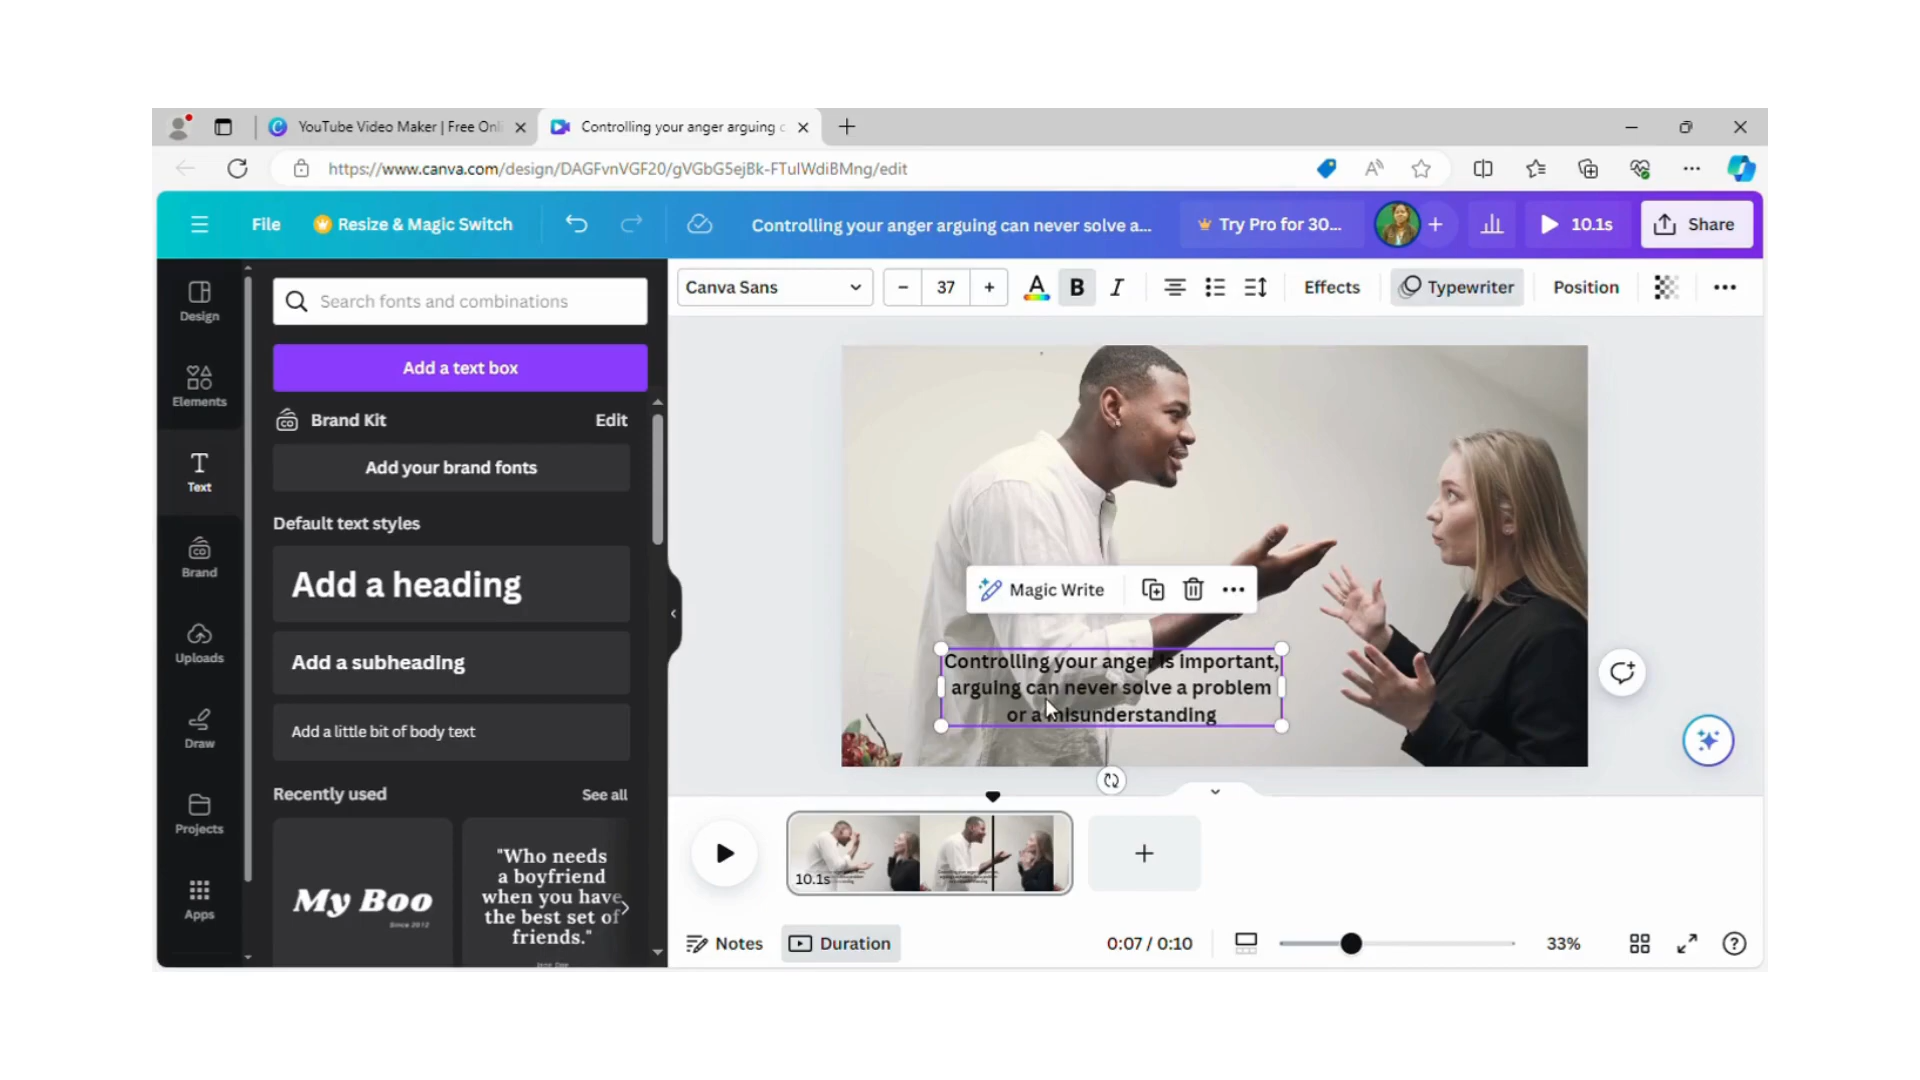 YouTube Video Maker | Free Onl
Controlling your anger arguing c
https://www.canva.com/design/DAGFvnVGF20/gVGbG5ejBk-FTulWdiBMng/edit
File
Resize & Magic Switch
Controlling your anger arguing can never solve a...
Try Pro for 30...
10.1s
Share
Canva Sans
37
B
I
Effects
Typewriter
Position
Design
Elements
Text
Brand
Uploads
Draw
Projects
Apps
Search fonts and combinations
Add a text box
Brand Kit
Edit
Add your brand fonts
Default text styles
Add a heading
Add a subheading
Add a little bit of body text
Recently used
See all
My Boo
Since 2012
"Who needs
a boyfriend
when you have
the best set of
friends."
Magic Write
Controlling your anger is important,
arguing can never solve a problem
or a misunderstanding
10.1s
Notes
Duration
0:07 / 0:10
33%